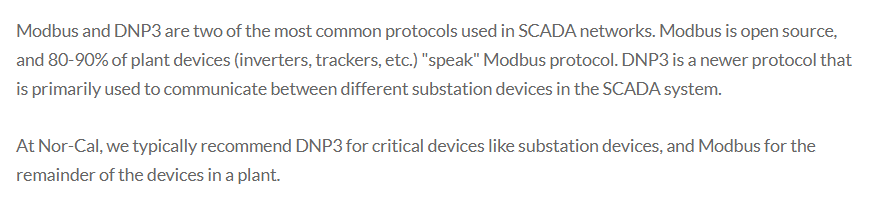 Modbus and DNP3 are two of the most common protocols used in SCADA networks. Modbus is open source,
and 80-90% of plant devices (inverters, trackers, etc.) "speak" Modbus protocol. DNP3 is a newer protocol that
is primarily used to communicate between different substation devices in the SCADA system.
At Nor-Cal, we typically recommend DNP3 for critical devices like substation devices, and Modbus for the
remainder of the devices in a plant.